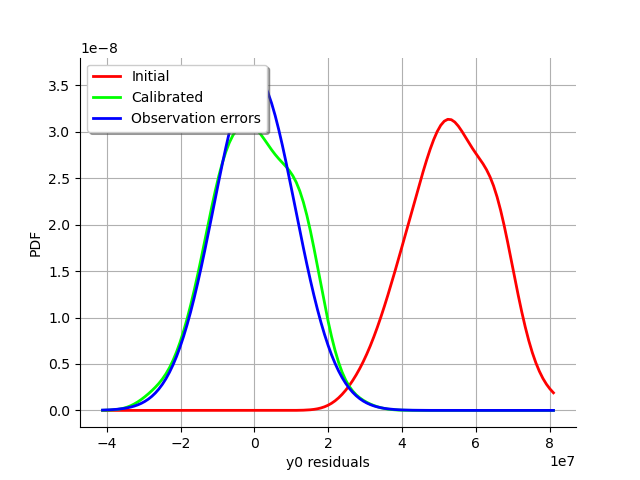 1e−8
Initial
Calibrated
Observation errors
3.5
3.0
2.5
2.0
1.5
1.0
0.5
0.0
PDF
−4
−2
0
2
4
6
8
y0 residuals
1e7